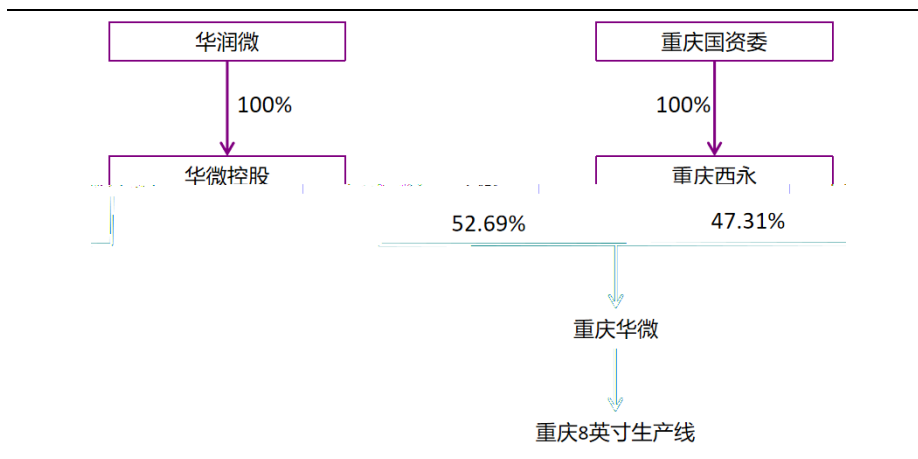 华润微
重庆国资委
100%
100%
华微控股
重庆西永
52.69%
47.31%
重庆华微
重庆8英寸生产线